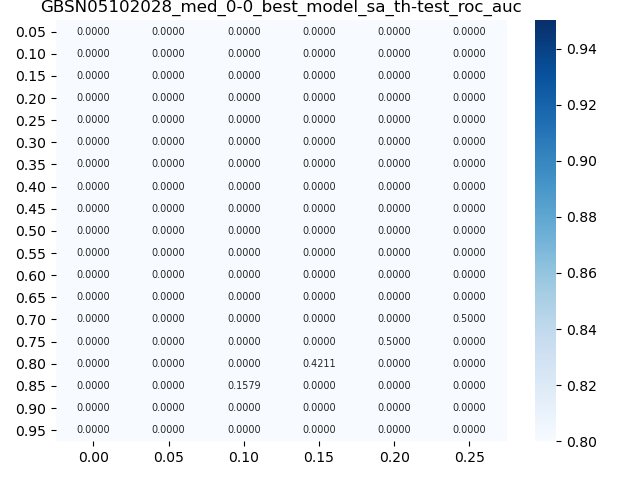 GBSN05102028_med_0-0_best_model_sa_th-test_roc_auc
0.05 0.0000 0.0000 0.0000 0.0000 0.0000 0.0000
0.10 0.0000 0.0000 0.0000 0.0000 0.0000 0.0000
0.15 0.0000 0.0000 0.0000 0.0000 0.0000 0.0000
0.20 0.0000 0.0000 0.0000 0.0000 0.0000 0.0000
0.25 0.0000 0.0000 0.0000 0.0000 0.0000 0.0000
0.30 0.0000 0.0000 0.0000 0.0000 0.0000 0.0000
0.35 0.0000 0.0000 0.0000 0.0000 0.0000 0.0000
0.40 0.0000 0.0000 0.0000 0.0000 0.0000 0.0000
0.45 0.0000 0.0000 0.0000 0.0000 0.0000 0.0000
0.50 0.0000 0.0000 0.0000 0.0000 0.0000 0.0000
0.55 0.0000 0.0000 0.0000 0.0000 0.0000 0.0000
0.60 0.0000 0.0000 0.0000 0.0000 0.0000 0.0000
0.65 0.0000 0.0000 0.0000 0.0000 0.0000 0.0000
0.70 0.0000 0.0000 0.0000 0.0000 0.0000 0.5000
0.75 0.0000 0.0000 0.0000 0.0000 0.5000 0.0000
0.80 0.0000 0.0000 0.0000 0.4211 0.0000 0.0000
0.85 0.0000 0.0000 0.1579 0.0000 0.0000 0.0000
0.90 0.0000 0.0000 0.0000 0.0000 0.0000 0.0000
0.95 0.0000 0.0000 0.0000 0.0000 0.0000 0.0000
0.00 0.05 0.10 0.15 0.20 0.25
0.94
0.92
0.90
0.88
0.86
0.84
0.82
0.80